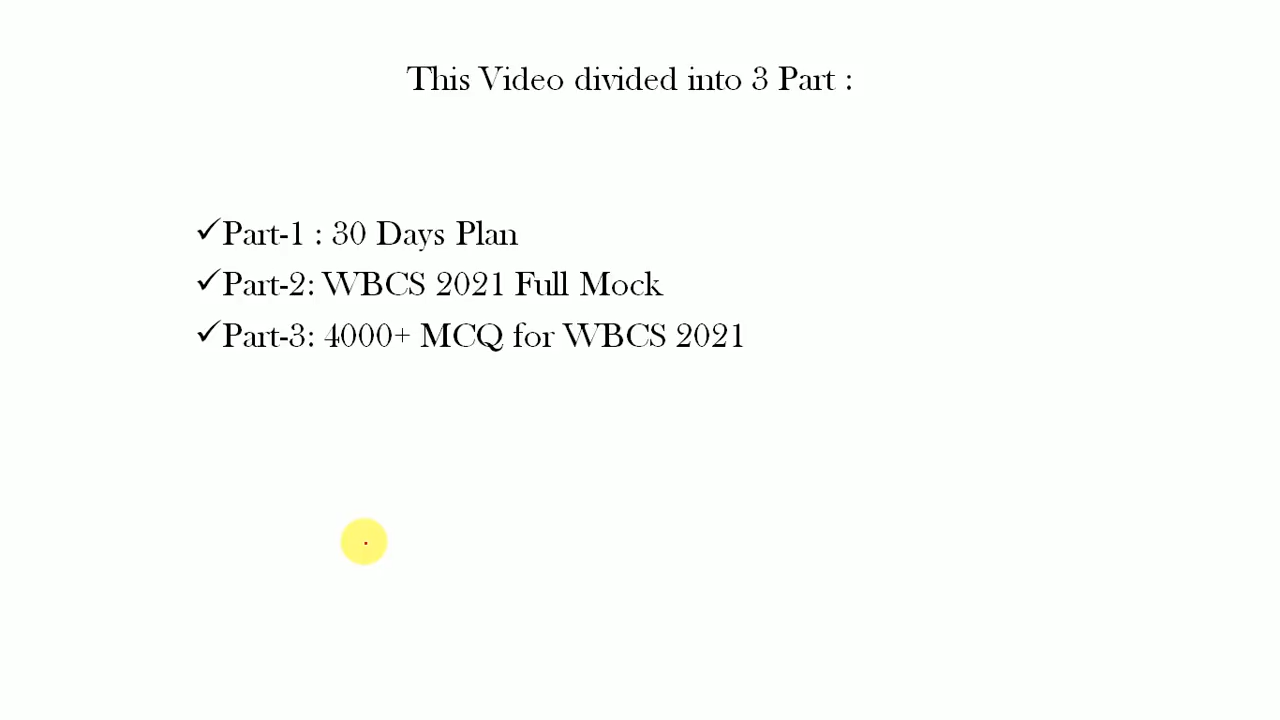 This Video divided into 3 Part :
✓Part-1 : 30 Days Plan
✓Part-2: WBCS 2021 Full Mock
✓Part-3: 4000+ MCQ for WBCS 2021